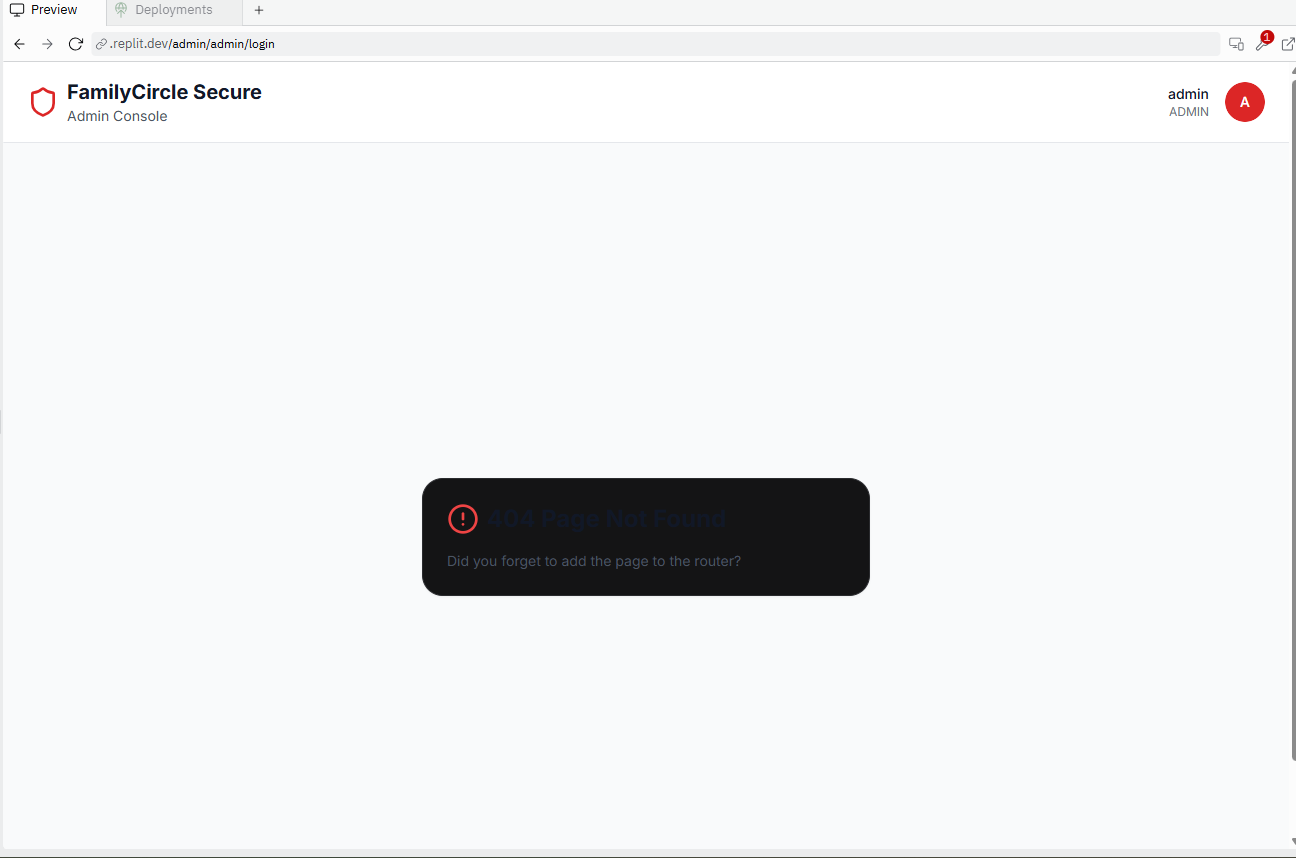 Preview
Deployments
+
.replit.dev/admin/admin/login
1
FamilyCircle Secure
Admin Console
admin
ADMIN
A
404 Page Not Found
Did you forget to add the page to the router?